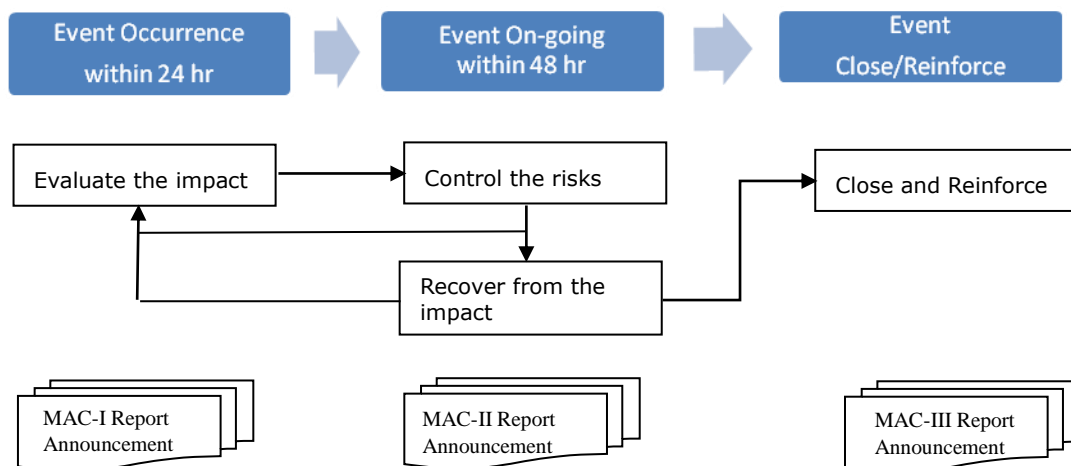 Event Occurrence
within 24 hr
Event On-going
within 48 hr
Event
Close/Reinforce
Evaluate the impact
Control the risks
Close and Reinforce
Recover from the
impact
MAC-I Report
Announcement
MAC-II Report
Announcement
MAC-III Report
Announcement